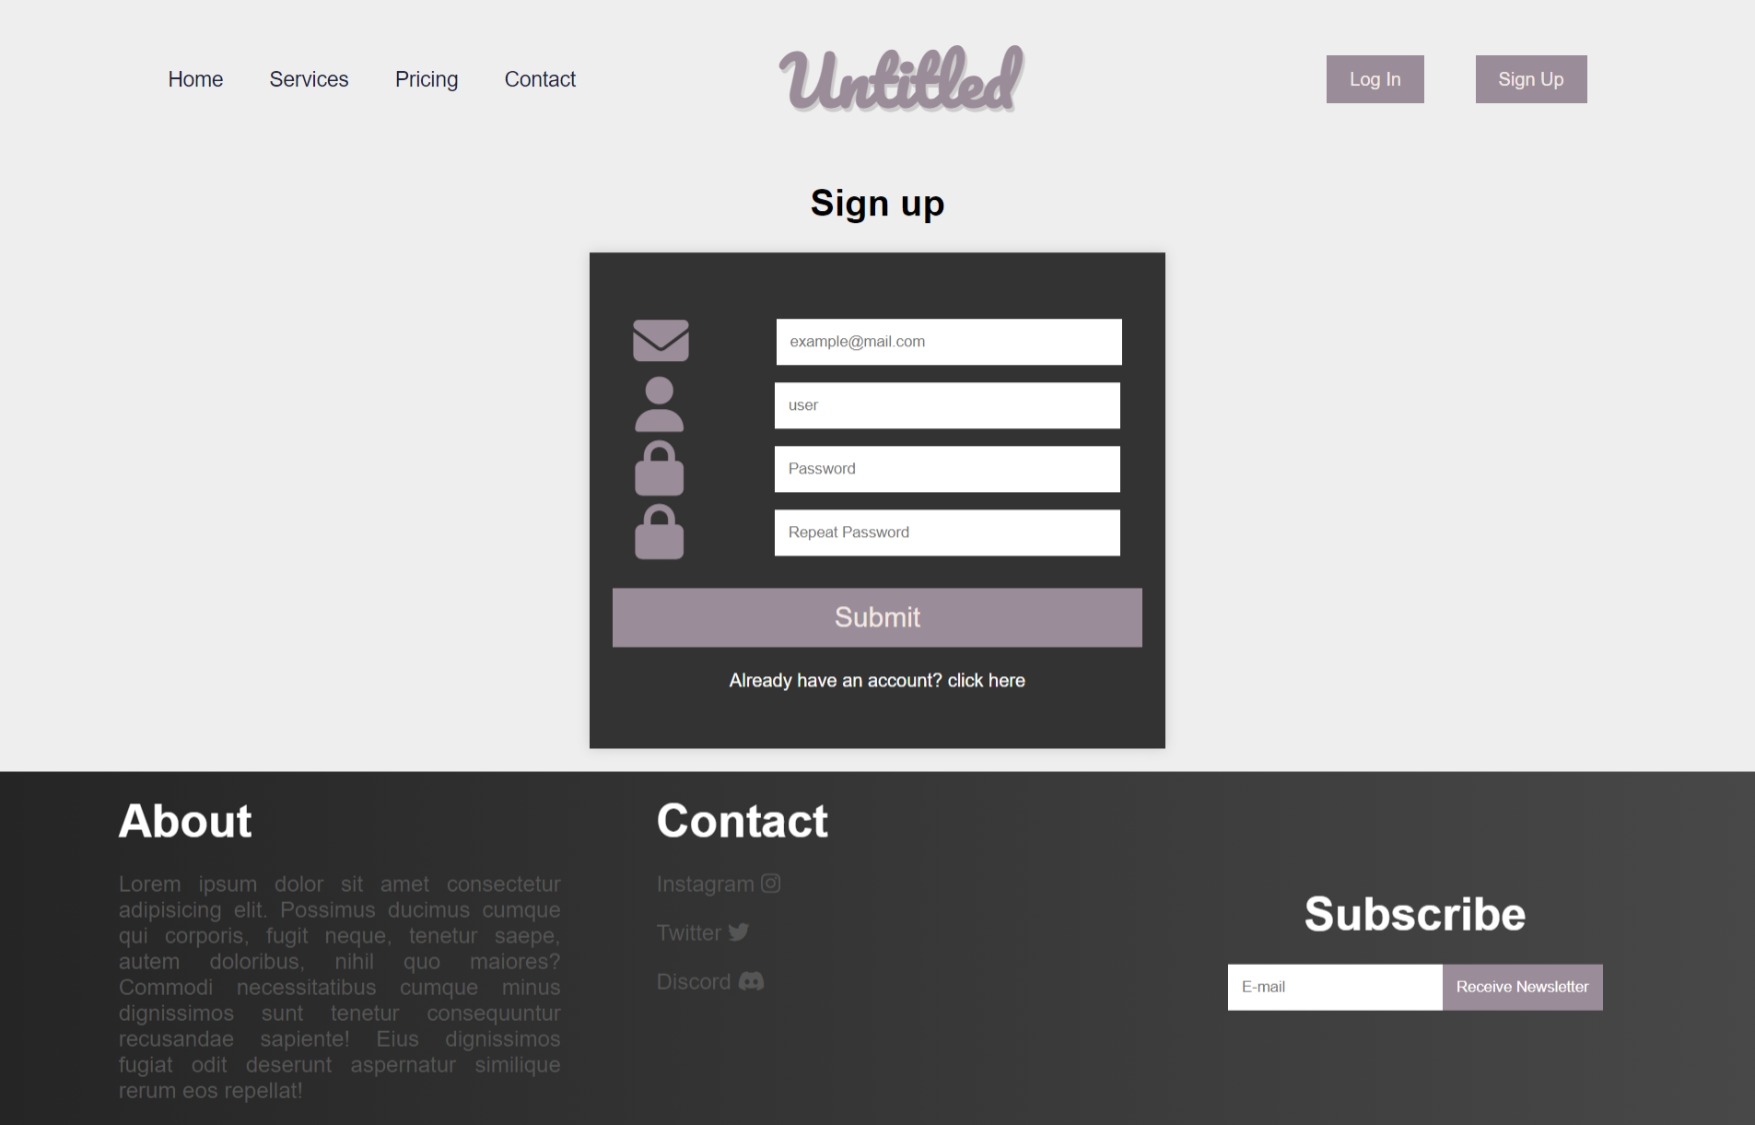 Home Services Pricing Contact Untitled Log In Sign Up
Sign up
example@mail.com
user
Password
Repeat Password
Submit
Already have an account? click here
About
Lorem ipsum dolor sit amet consectetur
adipisicing elit. Possimus ducimus cumque
qui corporis, fugit neque, tenetur saepe,
autem doloribus, nihil quo maiores?
Commodi necessitatibus cumque minus
dignissimos sunt tenetur consequuntur
recusandae sapiente! Eius dignissimos
fugiat odit deserunt aspernatur similique
rerum eos repellat!
Contact
Instagram
Twitter
Discord
Subscribe
E-mail Receive Newsletter